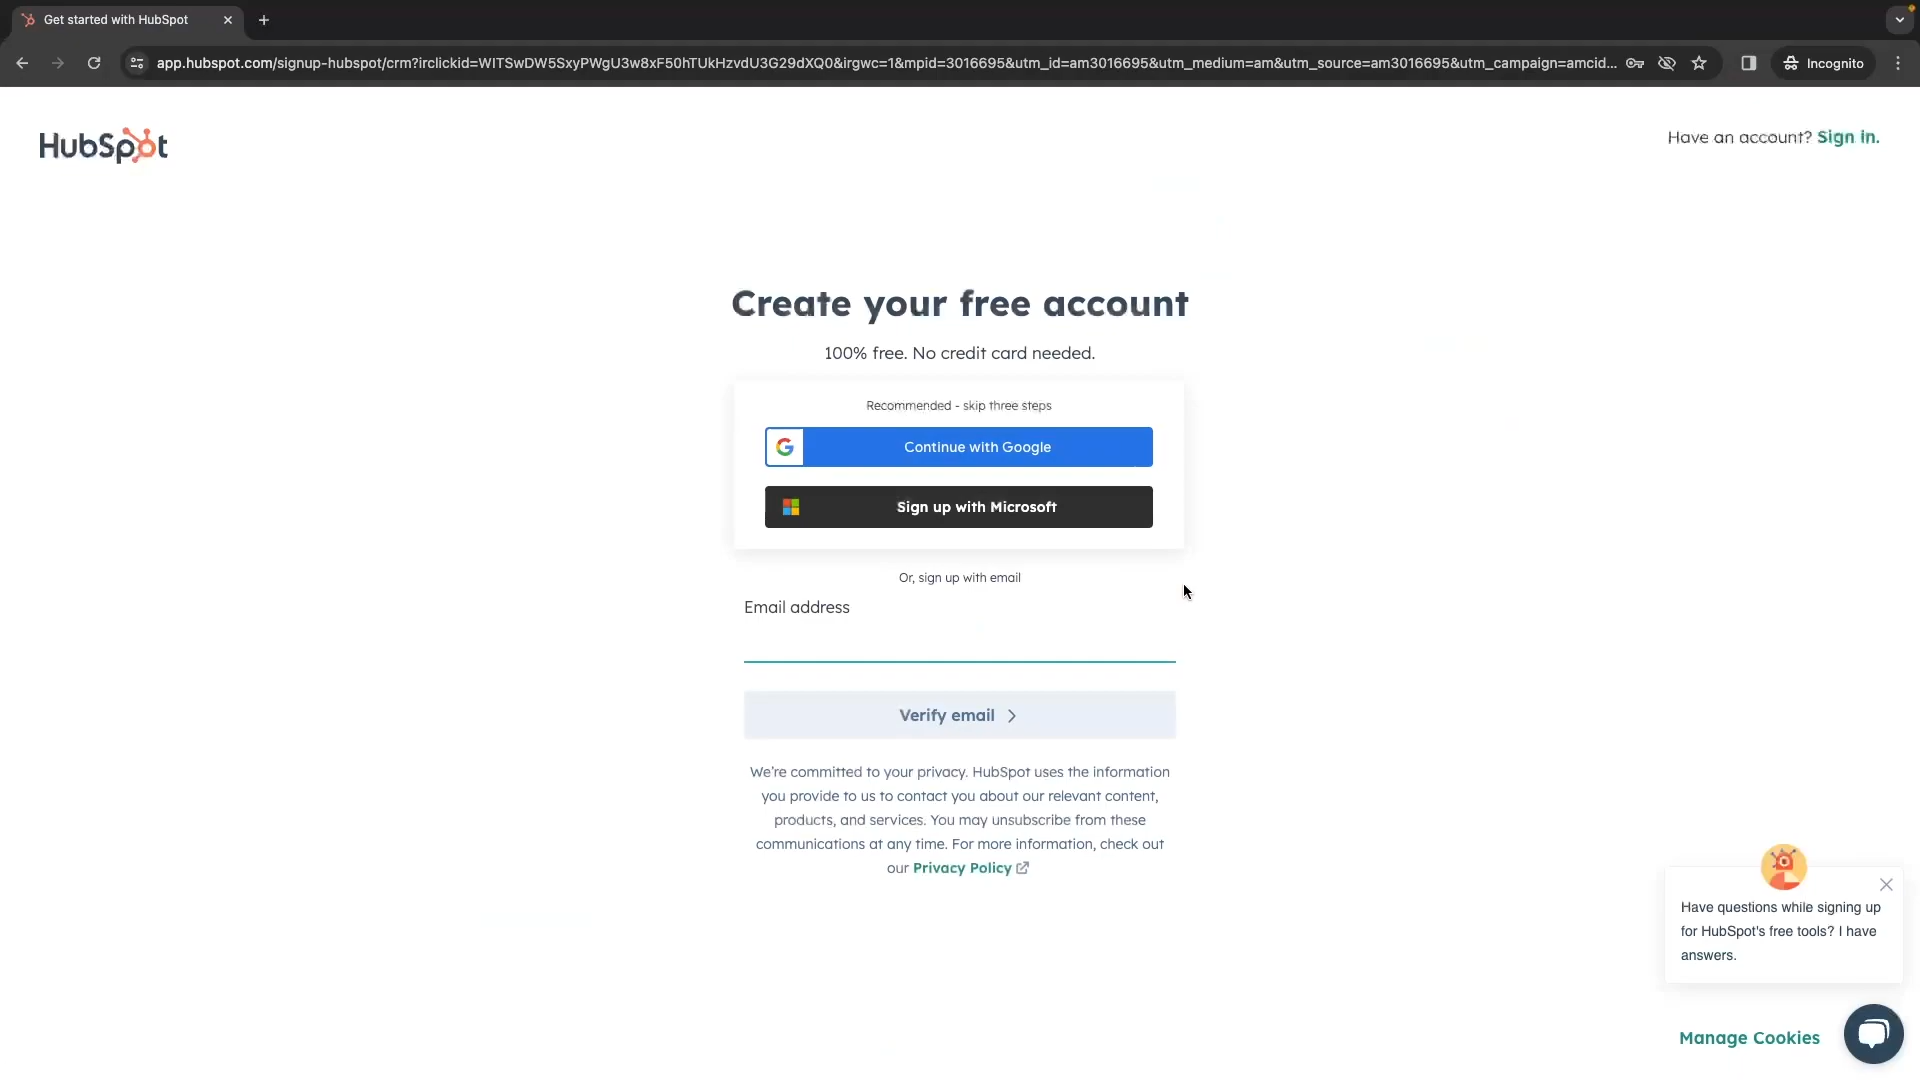 Get started with HubSpot
app.hubspot.com/signup-hubspot/crm?irclickid=WITSwDW5SxyPWgU3w8xF50hTUkHzvdU3G29dXQ0&irgwc=1&mpid=3016695&utm_id=am3016695&utm_medium=am&utm_source=am3016695&utm_campaign=amcid...
Incognito
HubSpot
Have an account? Sign in.
Create your free account
100% free. No credit card needed.
Recommended - skip three steps
Continue with Google
Sign up with Microsoft
Or, sign up with email
Email address
Verify email
We're committed to your privacy. HubSpot uses the information
you provide to us to contact you about our relevant content,
products, and services. You may unsubscribe from these
communications at any time. For more information, check out
our Privacy Policy
Have questions while signing up
for HubSpot's free tools? I have
answers.
Manage Cookies